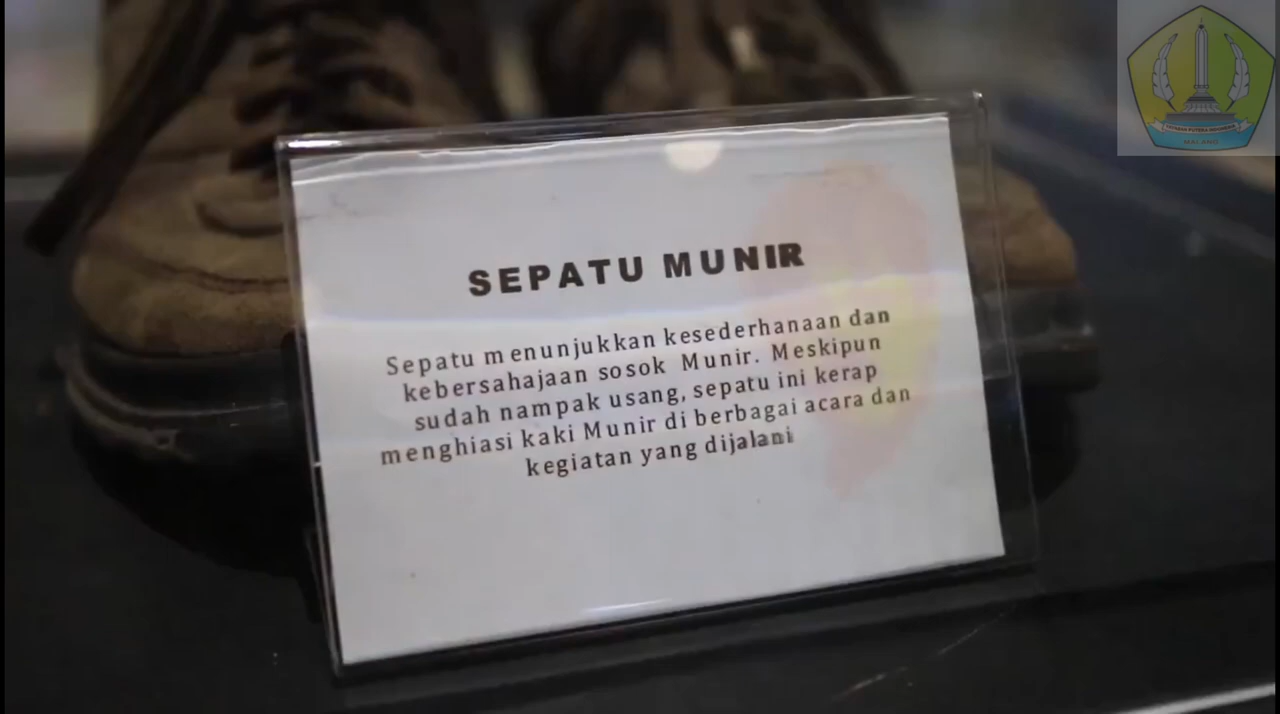 SEPATU MUNIR
Sepatu menunjukkan kesederhanaan dan
kebersahajaan sosok Munir. Meskipun
sudah nampak usang, sepatu ini kerap
menghiasi kaki Munir di berbagai acara dan
kegiatan yang dijalani
MALANG